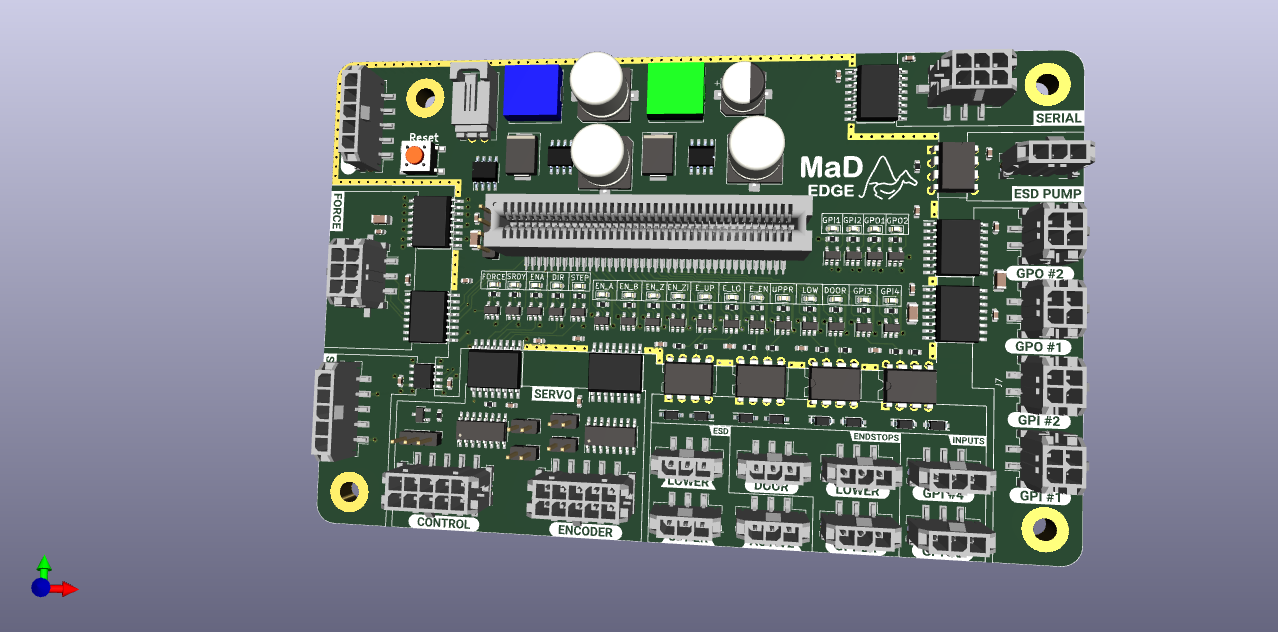 SERIAL
Reset
MaD
EDGE
ESD PUMP
FORCE
GPI1 GPI2 GPO1 GPO2
GPO #2
FORCE SRDY ENA DIR STEP
EN_A EN_B EN_Z EN_ZI E_UP E_LO E_EN UPPR LOW DOOR GPI3 GPI4
GPO #1
S
J7
SERVO
GPI #2
ESD
ENDSTOPS
INPUTS
LOWER
DOOR
LOWER
GPI #4
GPI #1
CONTROL
ENCODER